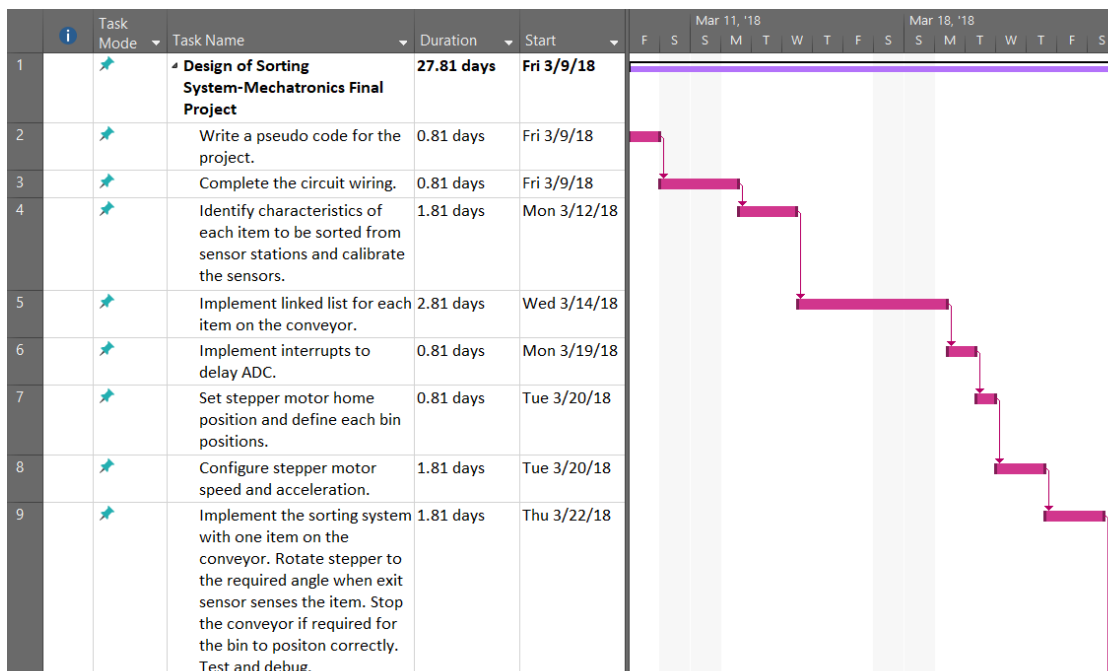 Task Mode Task Name Duration Start
Mar 11, '18 Mar 18, '18
F S S M T W T F S S M T W T F S
1 Design of Sorting 27.81 days Fri 3/9/18
System-Mechatronics Final
Project
2 Write a pseudo code for the 0.81 days Fri 3/9/18
project.
3 Complete the circuit wiring. 0.81 days Fri 3/9/18
4 Identify characteristics of 1.81 days Mon 3/12/18
each item to be sorted from
sensor stations and calibrate
the sensors.
5 Implement linked list for each 2.81 days Wed 3/14/18
item on the conveyor.
6 Implement interrupts to 0.81 days Mon 3/19/18
delay ADC.
7 Set stepper motor home 0.81 days Tue 3/20/18
position and define each bin
positions.
8 Configure stepper motor 1.81 days Tue 3/20/18
speed and acceleration.
9 Implement the sorting system 1.81 days Thu 3/22/18
with one item on the
conveyor. Rotate stepper to
the required angle when exit
sensor senses the item. Stop
the conveyor if required for
the bin to positon correctly.
Test and debug.